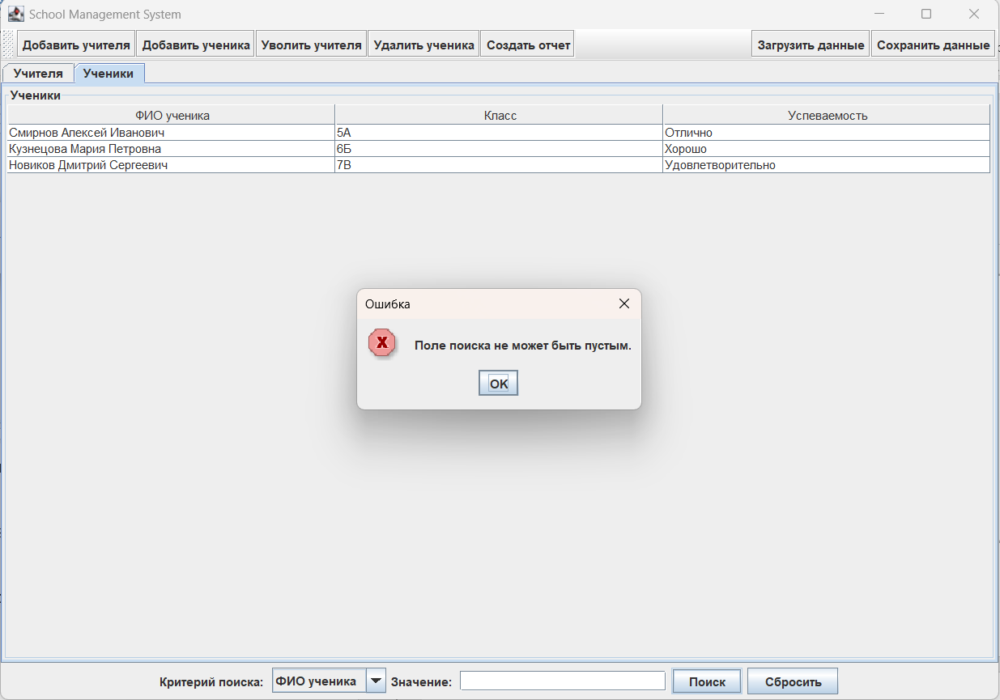 School Management System
Добавить учителя Добавить ученика Уволить учителя Удалить ученика Создать отчет Загрузить данные Сохранить данные
Учителя Ученики
Ученики
ФИО ученика Класс Успеваемость
Смирнов Алексей Иванович 5А Отлично
Кузнецова Мария Петровна 6Б Хорошо
Новиков Дмитрий Сергеевич 7В Удовлетворительно
Ошибка
X Поле поиска не может быть пустым.
OK
Критерий поиска: ФИО ученика Значение: Поиск Сбросить